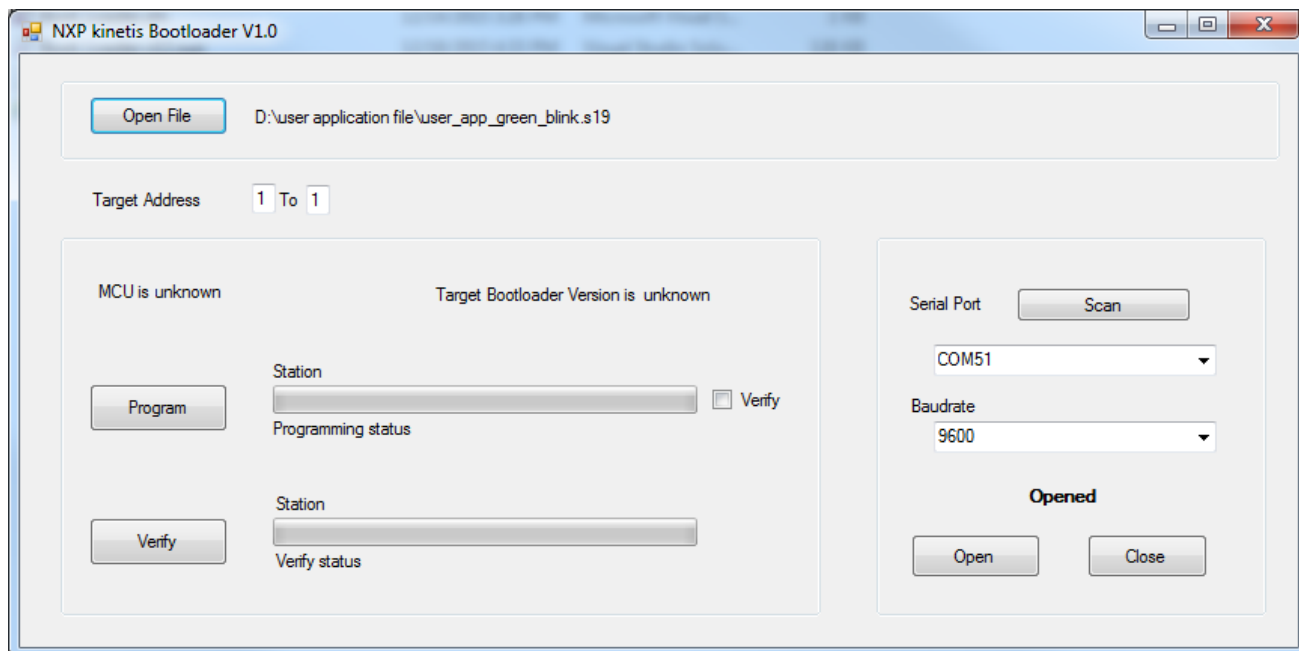 NXP kinetis Bootloader V1.0
Open File D:\user application file\user_app_green_blink.s19
Target Address 1 To 1
MCU is unknown Target Bootloader Version is unknown
Station
Program Verify
Programming status
Station
Verify
Verify status
Serial Port Scan
COM51
Baudrate
9600
Opened
Open Close